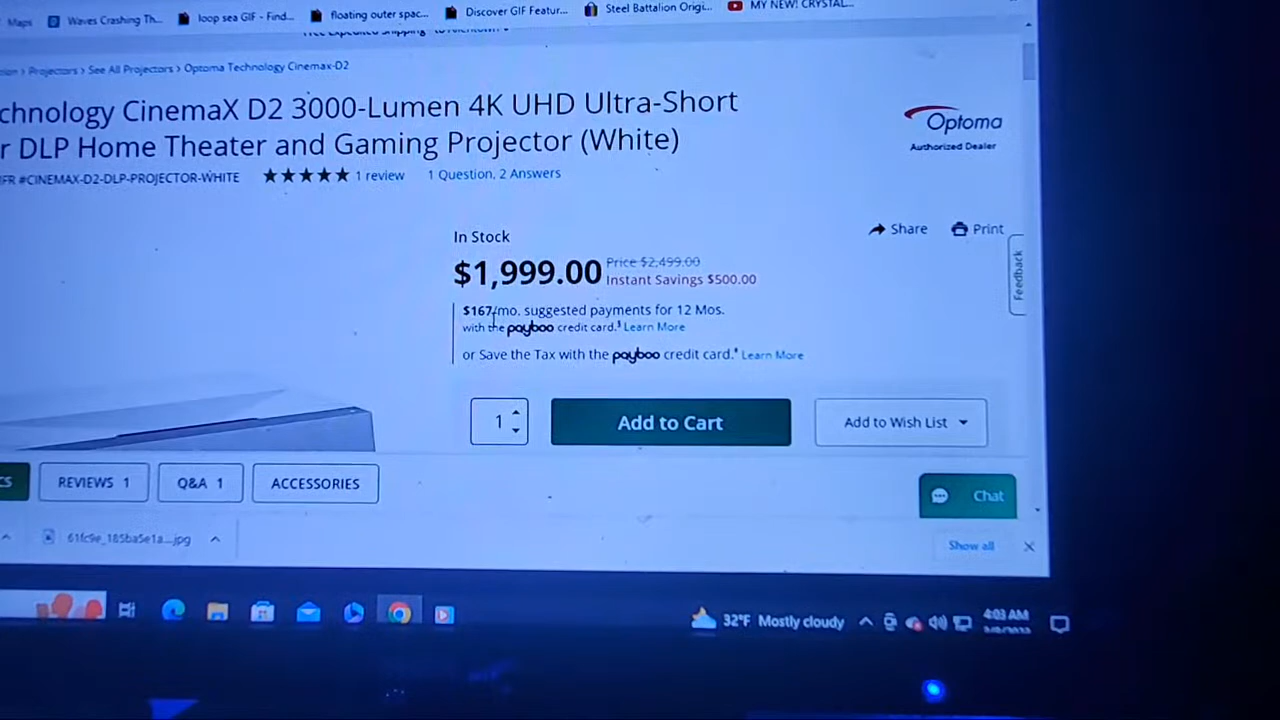 Maps Waves Crashing Th... loop sea GIF - Find... floating outer spac... Discover GIF Featur... Steel Battalion Origi... MY NEW! CRYSTAL...
› Projectors › See All Projectors › Optoma Technology Cinemax-D2
chnology CinemaX D2 3000-Lumen 4K UHD Ultra-Short
r DLP Home Theater and Gaming Projector (White)
Optoma
Authorized Dealer
MFR #CINEMAX-D2-DLP-PROJECTOR-WHITE ★★★★★ 1 review 1 Question, 2 Answers
Share Print
In Stock
$1,999.00 Price $2,499.00
Instant Savings $500.00
Feedback
$167/mo. suggested payments for 12 Mos.
with the payboo credit card.¹ Learn More
or Save the Tax with the payboo credit card.* Learn More
1 Add to Cart Add to Wish List
CS REVIEWS 1 Q&A 1 ACCESSORIES
Chat
61fc9e_185ba5e1a...jpg Show all
32°F Mostly cloudy 4:03 AM